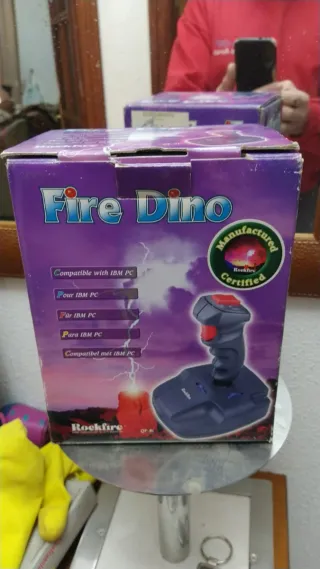 Fire Dino
Manufactured
Rockfire
Certified
Compatible with IBM PC
Pour IBM PC
Für IBM PC
Para IBM PC
Compatibel met IBM PC
Rockfire
Rockfire